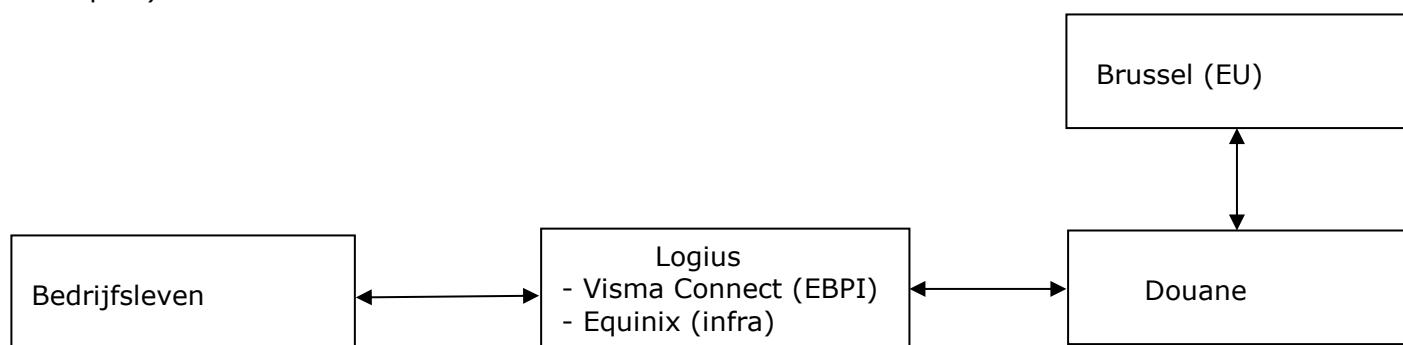 Brussel (EU)
Bedrijfsleven
Logius
- Visma Connect (EBPI)
- Equinix (infra)
Douane